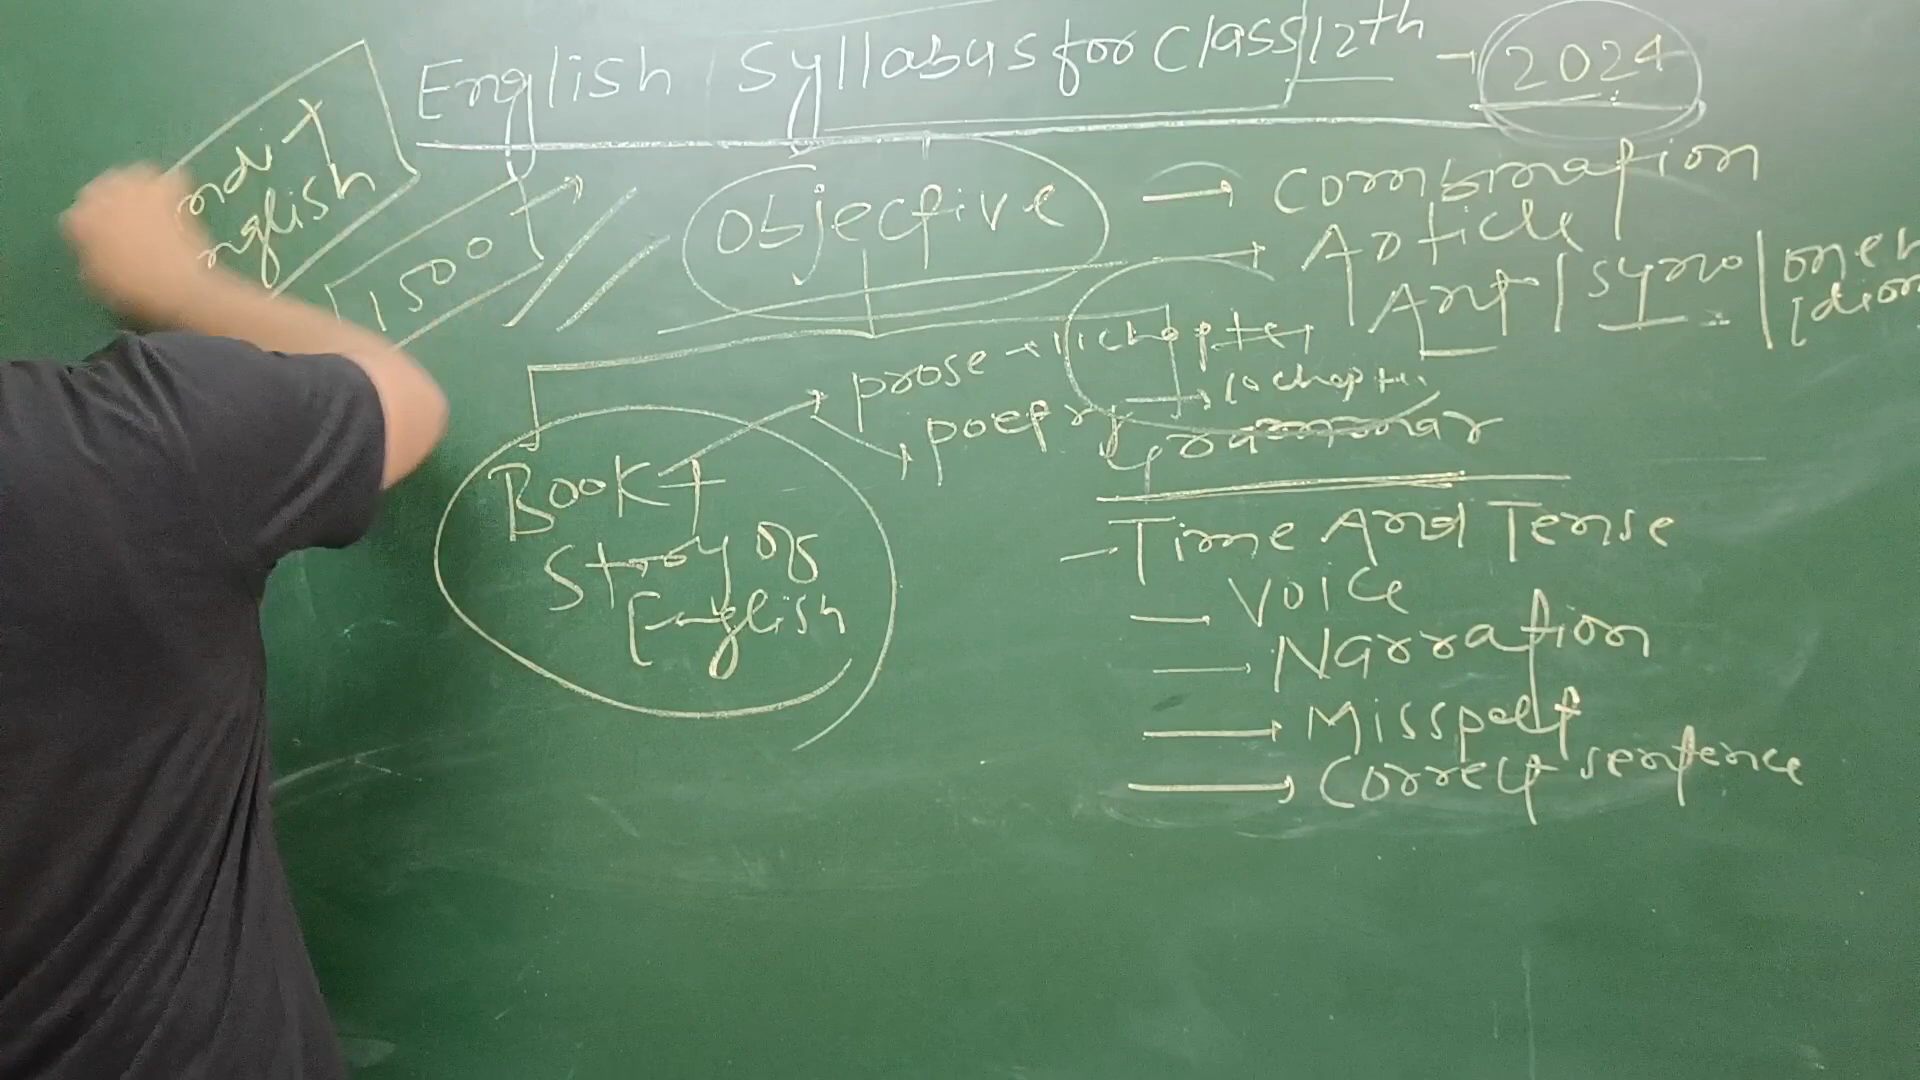 English Syllabus for Class 12th → 2024
English
1500
Objective
→ Combination
→ Article
Ant / Syno / one
Idiom
prose → 11 chapter
poetry → 10 chapter
Book +
Stroy of
English
Grammar
— Time And Tense
— Voice
— Narration
→ Misspelt
→ Correct sentence